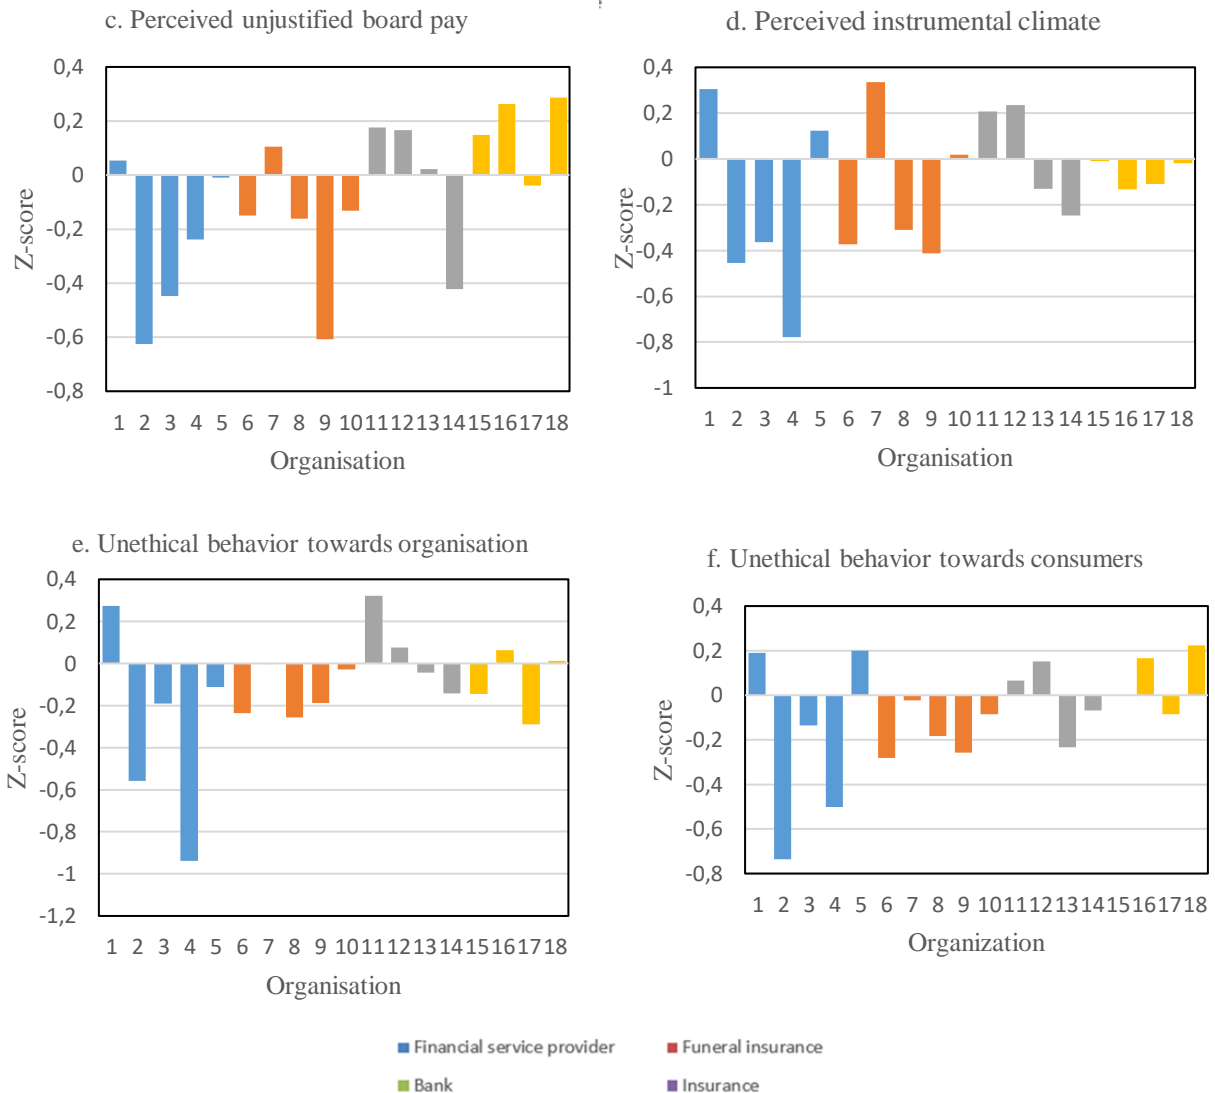 c. Perceived unjustified board pay
0,4
0,2
0
-0,2
-0,4
-0,6
-0,8
Z-score
1 2 3 4 5 6 7 8 9 10 11 12 13 14 15 16 17 18
Organisation
d. Perceived instrumental climate
0,4
0,2
0
-0,2
-0,4
-0,6
-0,8
-1
Z-score
1 2 3 4 5 6 7 8 9 10 11 12 13 14 15 16 17 18
Organisation
e. Unethical behavior towards organisation
0,4
0,2
0
-0,2
-0,4
-0,6
-0,8
-1
-1,2
Z-score
1 2 3 4 5 6 7 8 9 10 11 12 13 14 15 16 17 18
Organisation
f. Unethical behavior towards consumers
0,4
0,2
0
-0,2
-0,4
-0,6
-0,8
Z-score
1 2 3 4 5 6 7 8 9 10 11 12 13 14 15 16 17 18
Organization
Financial service provider
Funeral insurance
Bank
Insurance